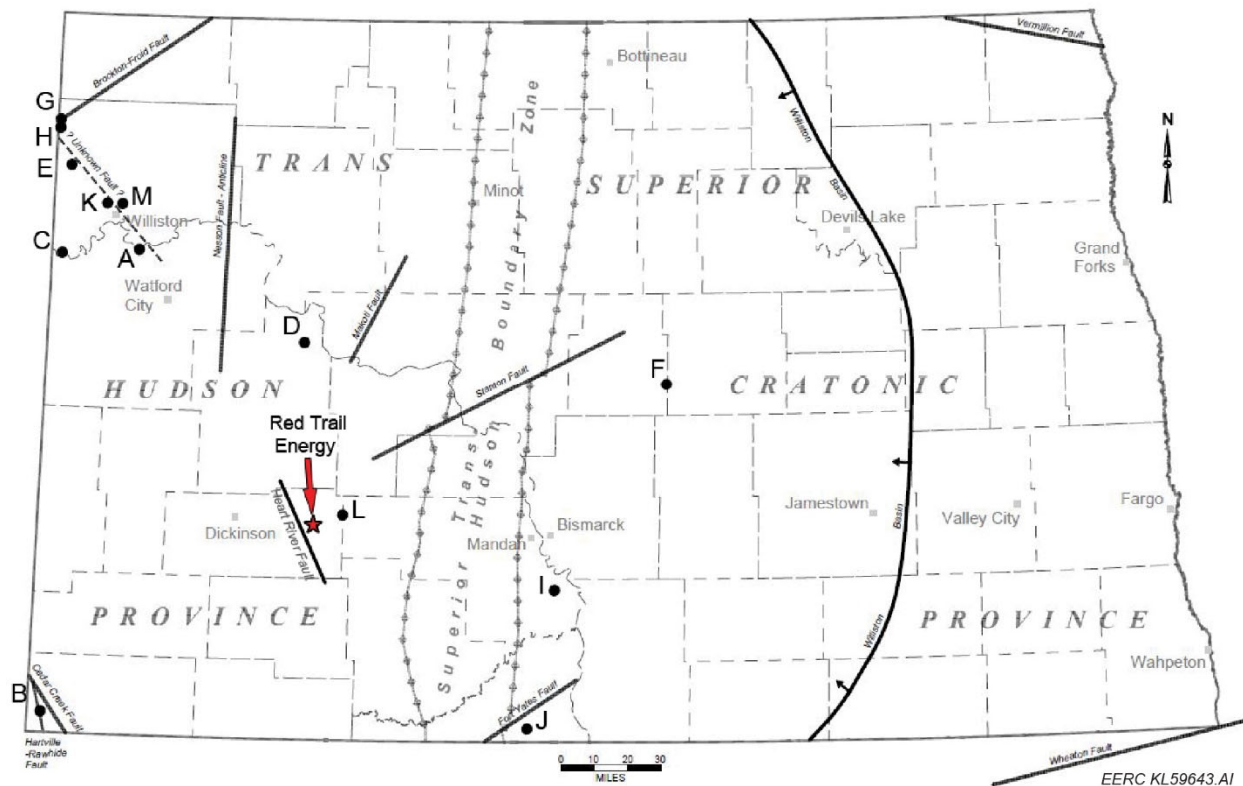 Brockton-Froid Fault
Vermillion Fault
Bottineau
G
H
? Unknown Fault ?
E
K
M
Williston
C
A
Watford
City
Nesson Fault - Anticline
TRANS
HUDSON
PROVINCE
Minot
Superior Trans
Hudson
Boundary
Zone
SUPERIOR
CRATONIC
PROVINCE
Williston
Basin
Devils Lake
Grand
Forks
N
D
Makoti Fault
Stanton Fault
F
Red Trail
Energy
Heart River Fault
L
Dickinson
Mandan
Bismarck
I
Jamestown
Basin
Valley City
Fargo
Williston
Wahpeton
B
Cedar Creek Fault
Hartville
-Rawhide
Fault
Fort Yates Fault
J
0 10 20 30
MILES
Wheaton Fault
EERC KL59643.AI